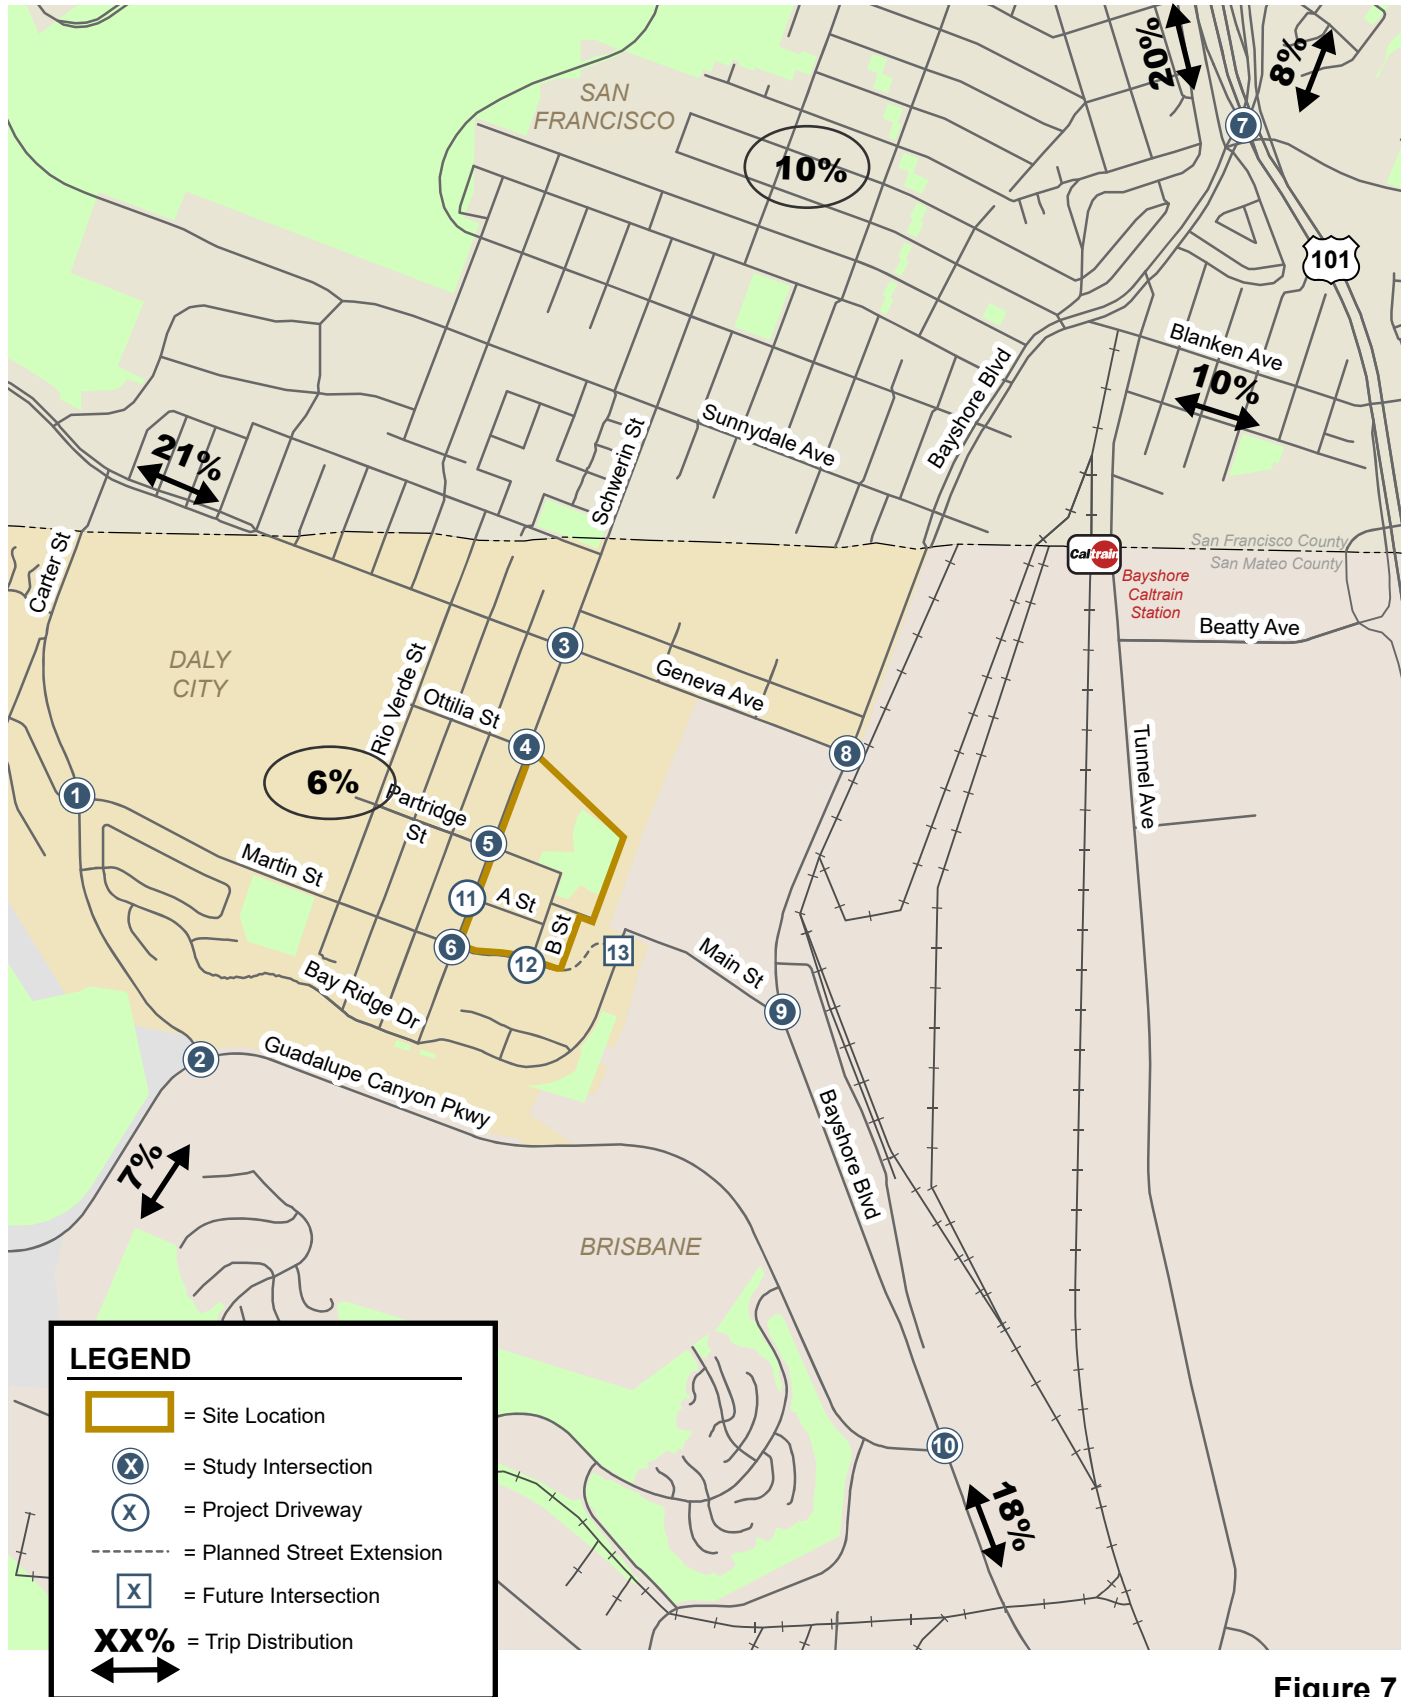 20%
8%
7
SAN
FRANCISCO
10%
101
Blanken Ave
10%
Bayshore Blvd
Sunnydale Ave
Schwerin St
21%
Carter St
Caltrain
San Francisco County
San Mateo County
Bayshore
Caltrain
Station
Beatty Ave
3
DALY
CITY
Rio Verde St
Geneva Ave
Ottilia St
4
8
Tunnel Ave
6%
1
Partridge
St
5
Martin St
11
A St
B St
6
12
13
Main St
Bay Ridge Dr
9
2
Guadalupe Canyon Pkwy
Bayshore Blvd
7%
BRISBANE
10
18%
LEGEND
= Site Location
X = Study Intersection
X = Project Driveway
= Planned Street Extension
X = Future Intersection
XX% = Trip Distribution
Figure 7